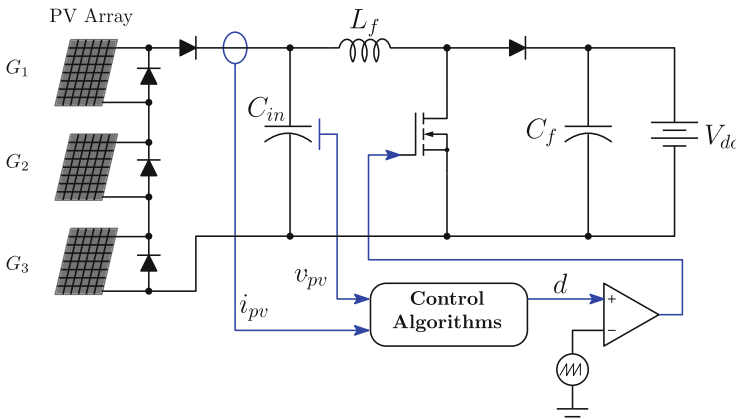 PV Array
G1
G2
G3
Lf
Cin
Cf
Vdc
vpv
ipv
Control
Algorithms
d
+
−